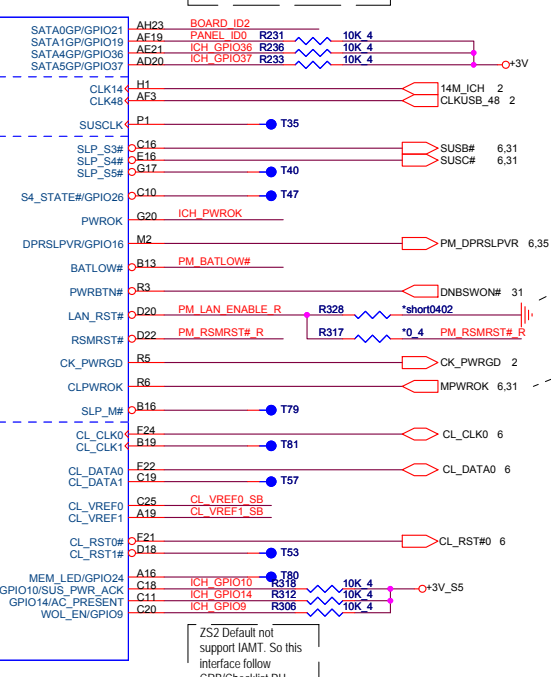 SATA0GP/GPIO21 AH23 BOARD_ID2
SATA1GP/GPIO19 AF19 PANEL_ID0 R231 10K_4
SATA4GP/GPIO36 AE21 ICH_GPIO36 R236 10K_4
SATA5GP/GPIO37 AD20 ICH_GPIO37 R233 10K_4
+3V
CLK14 H1 14M_ICH 2
CLK48 AF3 CLKUSB_48 2
SUSCLK P1 T35
SLP_S3# C16 SUSB# 6,31
SLP_S4# E16 SUSC# 6,31
SLP_S5# G17 T40
S4_STATE#/GPIO26 C10 T47
PWROK G20 ICH_PWROK
DPRSLPVR/GPIO16 M2 PM_DPRSLPVR 6,35
BATLOW# B13 PM_BATLOW#
PWRBTN# R3 DNBSWON# 31
LAN_RST# D20 PM_LAN_ENABLE_R R328 *short0402
R317 *0_4 PM_RSMRST#_R
RSMRST# D22 PM_RSMRST#_R
CK_PWRGD R5 CK_PWRGD 2
CLPWROK R6 MPWROK 6,31
SLP_M# B16 T79
CL_CLK0 F24 CL_CLK0 6
CL_CLK1 B19 T81
CL_DATA0 F22 CL_DATA0 6
CL_DATA1 C19 T57
CL_VREF0 C25 CL_VREF0_SB
CL_VREF1 A19 CL_VREF1_SB
CL_RST0# F21 CL_RST#0 6
CL_RST1# D18 T53
MEM_LED/GPIO24 A16 T80
GPIO10/SUS_PWR_ACK C18 ICH_GPIO10 R318 10K_4
GPIO14/AC_PRESENT C11 ICH_GPIO14 R312 10K_4
WOL_EN/GPIO9 C20 ICH_GPIO9 R306 10K_4
+3V_S5
ZS2 Default not
support IAMT. So this
interface follow